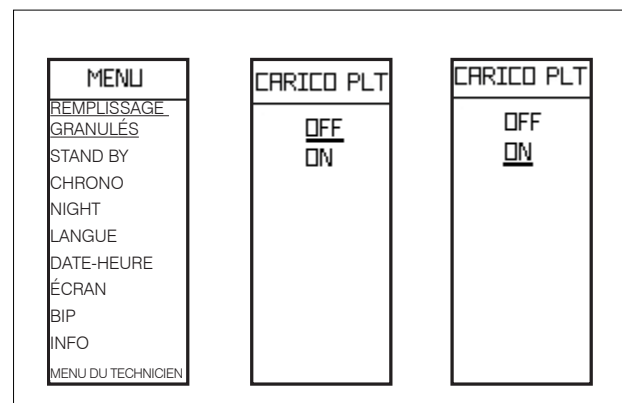 MENU
REMPLISSAGE
GRANULÉS
STAND BY
CHRONO
NIGHT
LANGUE
DATE-HEURE
ÉCRAN
BIP
INFO
MENU DU TECHNICIEN
CARICO PLT
OFF
ON
CARICO PLT
OFF
ON